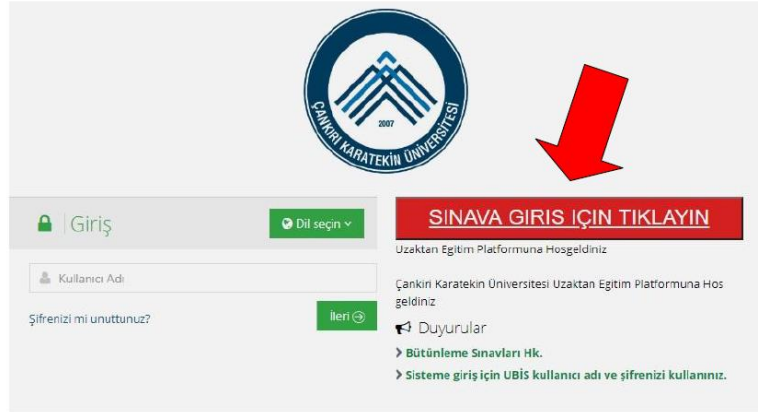 ÇANKIRI KARATEKİN ÜNİVERSİTESİ
2007
Giriş
Dil seçin
Kullanıcı Adı
Şifrenizi mi unuttunuz?
İleri
SINAVA GIRIS IÇIN TIKLAYIN
Uzaktan Egitim Platformuna Hosgeldiniz
Çankiri Karatekin Üniversitesi Uzaktan Egitim Platformuna Hos
geldiniz
Duyurular
Bütünleme Sınavları Hk.
Sisteme giriş için UBİS kullanıcı adı ve şifrenizi kullanınız.